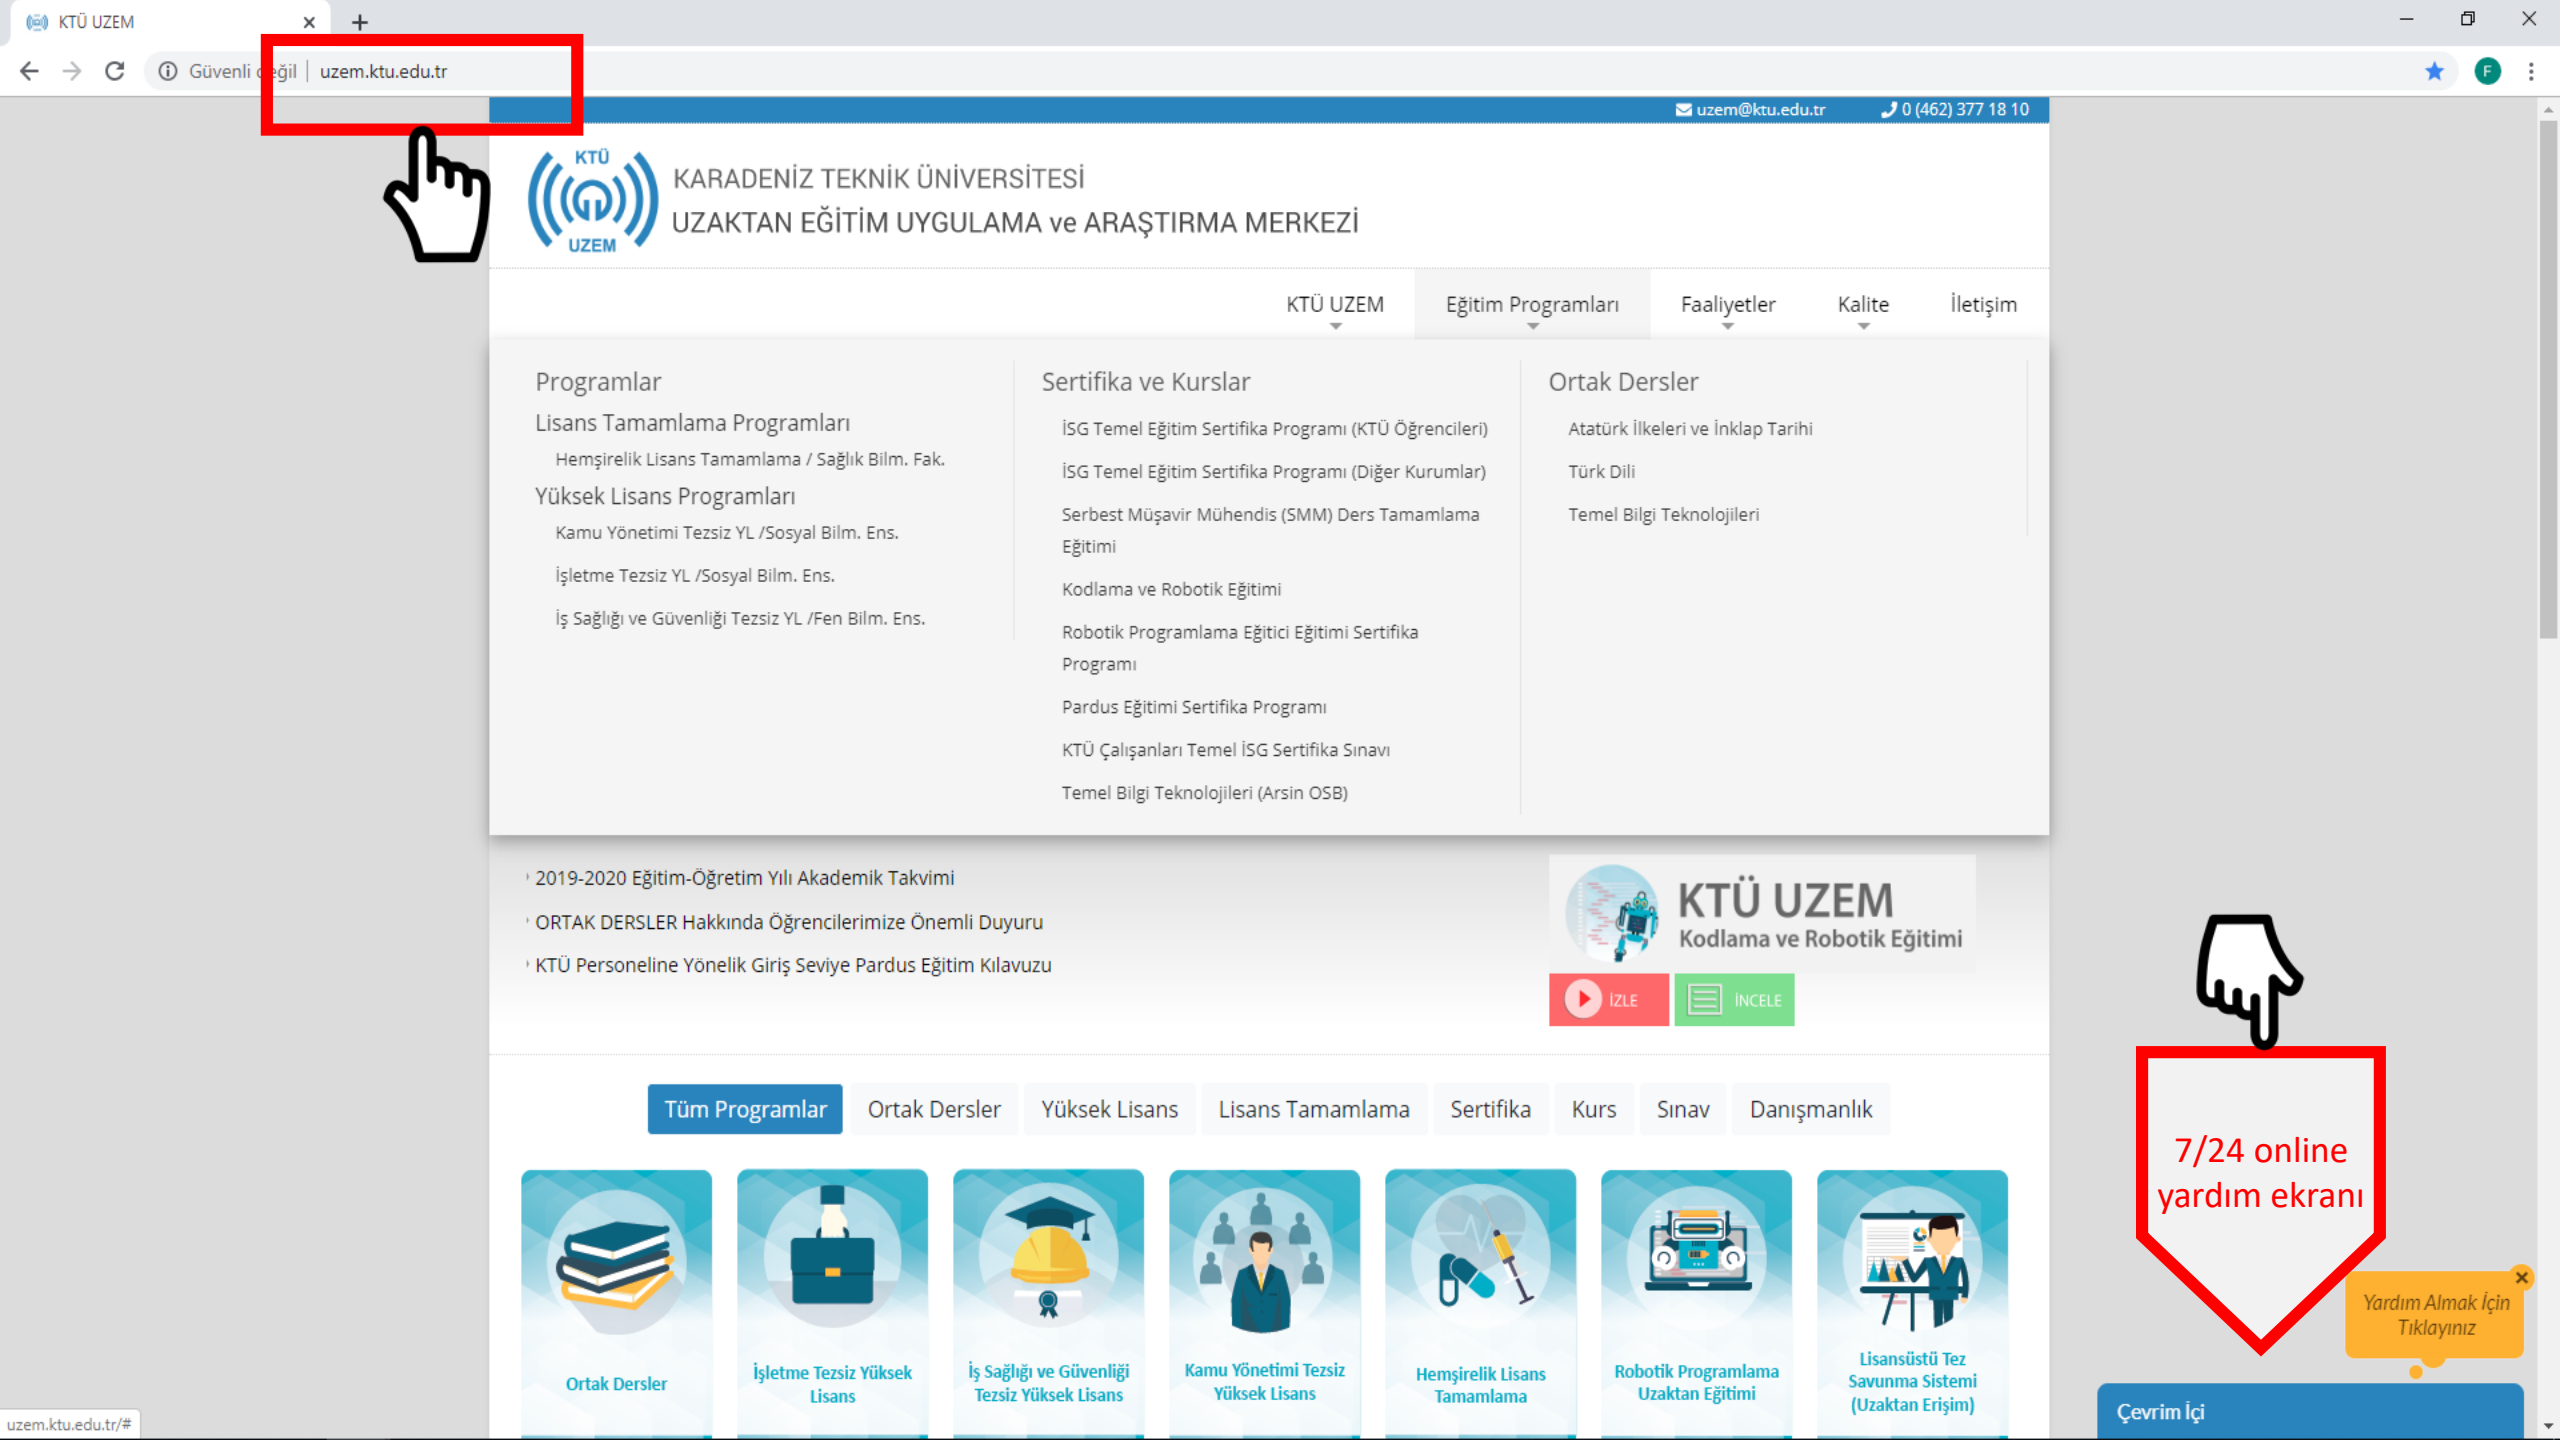 KTÜ UZEM
Güvenli değil | uzem.ktu.edu.tr
F
uzem@ktu.edu.tr
0 (462) 377 18 10
KTÜ
UZEM
KARADENİZ TEKNİK ÜNİVERSİTESİ
UZAKTAN EĞİTİM UYGULAMA ve ARAŞTIRMA MERKEZİ
KTÜ UZEM
Eğitim Programları
Faaliyetler
Kalite
İletişim
Programlar
Lisans Tamamlama Programları
Hemşirelik Lisans Tamamlama / Sağlık Bilm. Fak.
Yüksek Lisans Programları
Kamu Yönetimi Tezsiz YL /Sosyal Bilm. Ens.
İşletme Tezsiz YL /Sosyal Bilm. Ens.
İş Sağlığı ve Güvenliği Tezsiz YL /Fen Bilm. Ens.
Sertifika ve Kurslar
İSG Temel Eğitim Sertifika Programı (KTÜ Öğrencileri)
İSG Temel Eğitim Sertifika Programı (Diğer Kurumlar)
Serbest Müşavir Mühendis (SMM) Ders Tamamlama
Eğitimi
Kodlama ve Robotik Eğitimi
Robotik Programlama Eğitici Eğitimi Sertifika
Programı
Pardus Eğitimi Sertifika Programı
KTÜ Çalışanları Temel İSG Sertifika Sınavı
Temel Bilgi Teknolojileri (Arsin OSB)
Ortak Dersler
Atatürk İlkeleri ve İnklap Tarihi
Türk Dili
Temel Bilgi Teknolojileri
2019-2020 Eğitim-Öğretim Yılı Akademik Takvimi
ORTAK DERSLER Hakkında Öğrencilerimize Önemli Duyuru
KTÜ Personeline Yönelik Giriş Seviye Pardus Eğitim Kılavuzu
KTÜ UZEM
Kodlama ve Robotik Eğitimi
İZLE
İNCELE
Tüm Programlar
Ortak Dersler
Yüksek Lisans
Lisans Tamamlama
Sertifika
Kurs
Sınav
Danışmanlık
Ortak Dersler
İşletme Tezsiz Yüksek
Lisans
İş Sağlığı ve Güvenliği
Tezsiz Yüksek Lisans
Kamu Yönetimi Tezsiz
Yüksek Lisans
Hemşirelik Lisans
Tamamlama
Robotik Programlama
Uzaktan Eğitimi
Lisansüstü Tez
Savunma Sistemi
(Uzaktan Erişim)
7/24 online
yardım ekranı
Yardım Almak İçin
Tıklayınız
Çevrim İçi
uzem.ktu.edu.tr/#